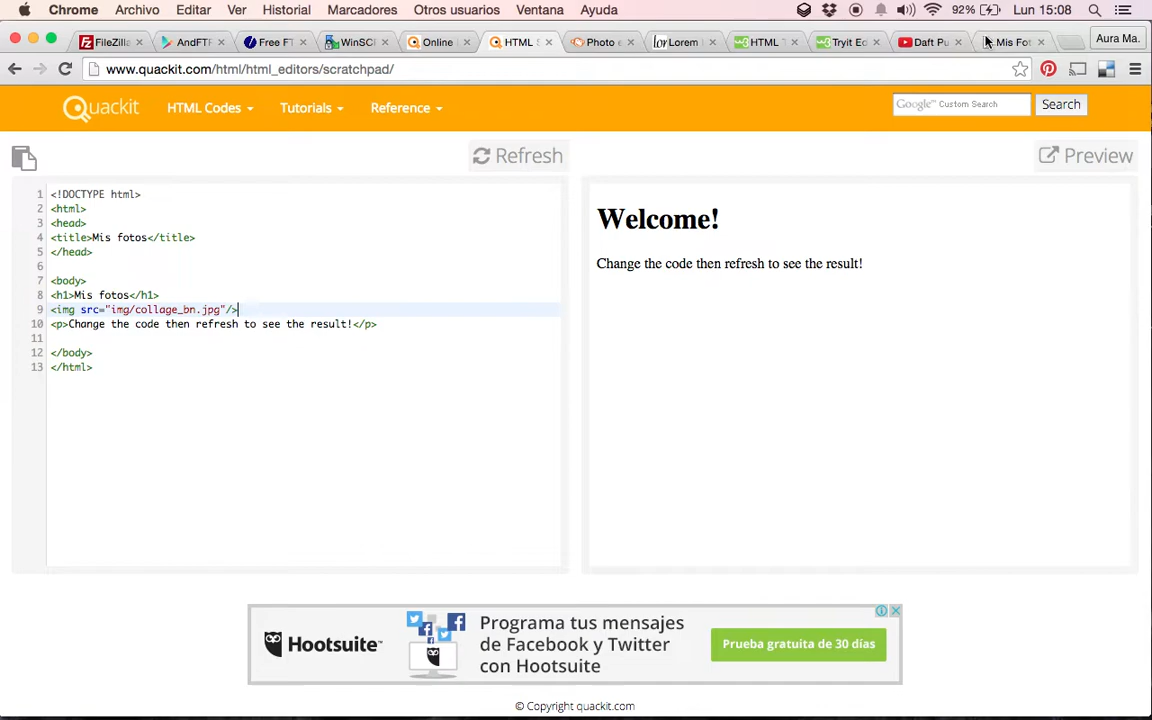 Chrome Archivo Editar Ver Historial Marcadores Otros usuarios Ventana Ayuda 92% Lun 15:08
FileZilla AndFT Free FT WinSC Online HTML S Photo e Lorem HTML T Tryit Ed Daft Pu Mis Fot Aura Ma.
www.quackit.com/html/html_editors/scratchpad/
Quackit HTML Codes Tutorials Reference Google™ Custom Search Search
Refresh Preview
1 <!DOCTYPE html>
2 <html>
3 <head>
4 <title>Mis fotos</title>
5 </head>
6
7 <body>
8 <h1>Mis fotos</h1>
9 <img src="img/collage_bn.jpg"/>
10 <p>Change the code then refresh to see the result!</p>
11
12 </body>
13 </html>
Welcome!
Change the code then refresh to see the result!
Hootsuite™
Programa tus mensajes
de Facebook y Twitter
con Hootsuite
Prueba gratuita de 30 días
© Copyright quackit.com